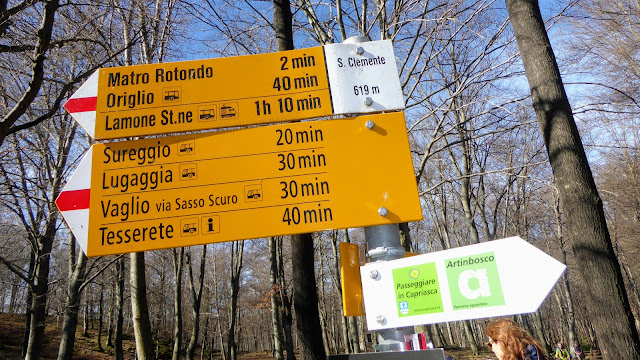 Matro Rotondo 2 min
Origlio 40 min
Lamone St.ne 1h 10 min
S. Clemente
619 m
Sureggio 20 min
Lugaggia 30 min
Vaglio via Sasso Scuro 30 min
Tesserete i 40 min
Passeggiare
in Capriasca
Artinbosco
a